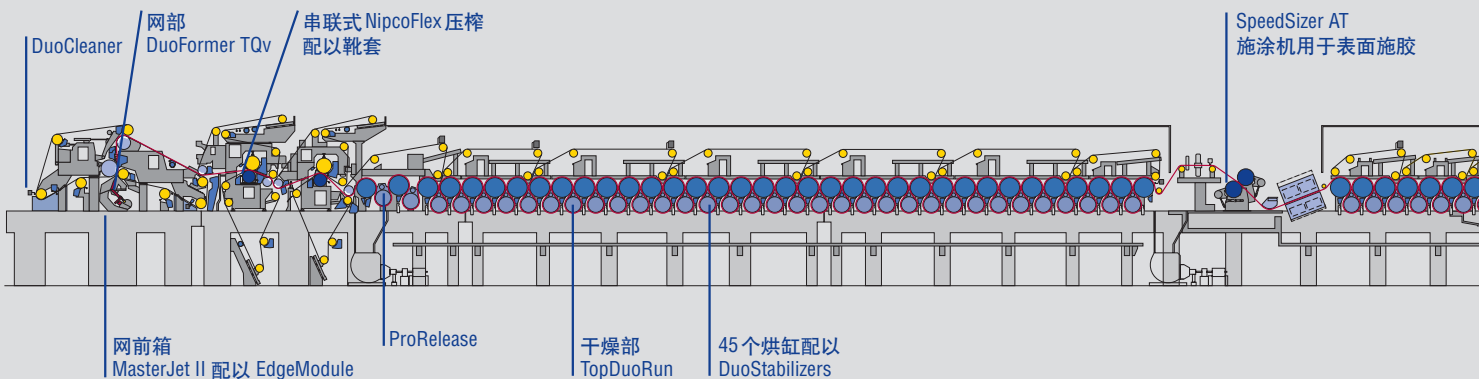 DuoCleaner
网部
DuoFormer TQv
串联式 NipcoFlex 压榨
配以靴套
SpeedSizer AT
施涂机用于表面施胶
网前箱
MasterJet II 配以 EdgeModule
ProRelease
干燥部
TopDuoRun
45 个烘缸配以
DuoStabilizers